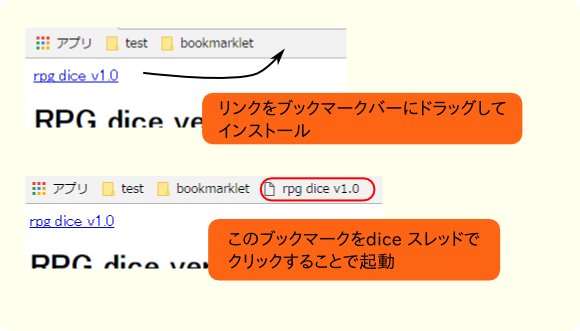 アプリ test bookmarklet
rpg dice v1.0
RPG dice ve
リンクをブックマークバーにドラッグして
インストール
アプリ test bookmarklet rpg dice v1.0
rpg dice v1.0
RPG dice ver
このブックマークをdice スレッドで
クリックすることで起動